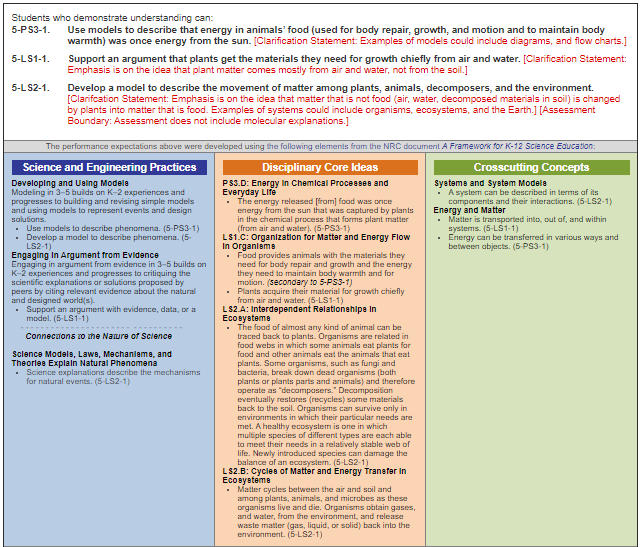 Students who demonstrate understanding can:
5-PS3-1. Use models to describe that energy in animals' food (used for body repair, growth, and motion and to maintain body
warmth) was once energy from the sun. [Clarification Statement: Examples of models could include diagrams, and flow charts.]
5-LS1-1. Support an argument that plants get the materials they need for growth chiefly from air and water. [Clarification Statement:
Emphasis is on the idea that plant matter comes mostly from air and water, not from the soil.]
5-LS2-1. Develop a model to describe the movement of matter among plants, animals, decomposers, and the environment.
[Clarification Statement: Emphasis is on the idea that matter that is not food (air, water, decomposed materials in soil) is changed
by plants into matter that is food. Examples of systems could include organisms, ecosystems, and the Earth.] [Assessment
Boundary: Assessment does not include molecular explanations.]
The performance expectations above were developed using the following elements from the NRC document A Framework for K-12 Science Education:
Science and Engineering Practices
Developing and Using Models
Modeling in 3–5 builds on K–2 experiences and
progresses to building and revising simple models
and using models to represent events and design
solutions.
• Use models to describe phenomena. (5-PS3-1)
• Develop a model to describe phenomena. (5-
LS2-1)
Engaging in Argument from Evidence
Engaging in argument from evidence in 3–5 builds on
K–2 experiences and progresses to critiquing the
scientific explanations or solutions proposed by
peers by citing relevant evidence about the natural
and designed world(s).
• Support an argument with evidence, data, or a
model. (5-LS1-1)
Connections to the Nature of Science
Science Models, Laws, Mechanisms, and
Theories Explain Natural Phenomena
• Science explanations describe the mechanisms
for natural events. (5-LS2-1)
Disciplinary Core Ideas
PS3.D: Energy in Chemical Processes and
Everyday Life
• The energy released [from] food was once
energy from the sun that was captured by plants
in the chemical process that forms plant matter
(from air and water). (5-PS3-1)
LS1.C: Organization for Matter and Energy Flow
in Organisms
• Food provides animals with the materials they
need for body repair and growth and the energy
they need to maintain body warmth and for
motion. (secondary to 5-PS3-1)
• Plants acquire their material for growth chiefly
from air and water. (5-LS1-1)
LS2.A: Interdependent Relationships in
Ecosystems
• The food of almost any kind of animal can be
traced back to plants. Organisms are related in
food webs in which some animals eat plants for
food and other animals eat the animals that eat
plants. Some organisms, such as fungi and
bacteria, break down dead organisms (both
plants or plants parts and animals) and therefore
operate as "decomposers." Decomposition
eventually restores (recycles) some materials
back to the soil. Organisms can survive only in
environments in which their particular needs are
met. A healthy ecosystem is one in which
multiple species of different types are each able
to meet their needs in a relatively stable web of
life. Newly introduced species can damage the
balance of an ecosystem. (5-LS2-1)
LS2.B: Cycles of Matter and Energy Transfer in
Ecosystems
• Matter cycles between the air and soil and
among plants, animals, and microbes as these
organisms live and die. Organisms obtain gases,
and water, from the environment, and release
waste matter (gas, liquid, or solid) back into the
environment. (5-LS2-1)
Crosscutting Concepts
Systems and System Models
• A system can be described in terms of its
components and their interactions. (5-LS2-1)
Energy and Matter
• Matter is transported into, out of, and within
systems. (5-LS1-1)
• Energy can be transferred in various ways and
between objects. (5-PS3-1)